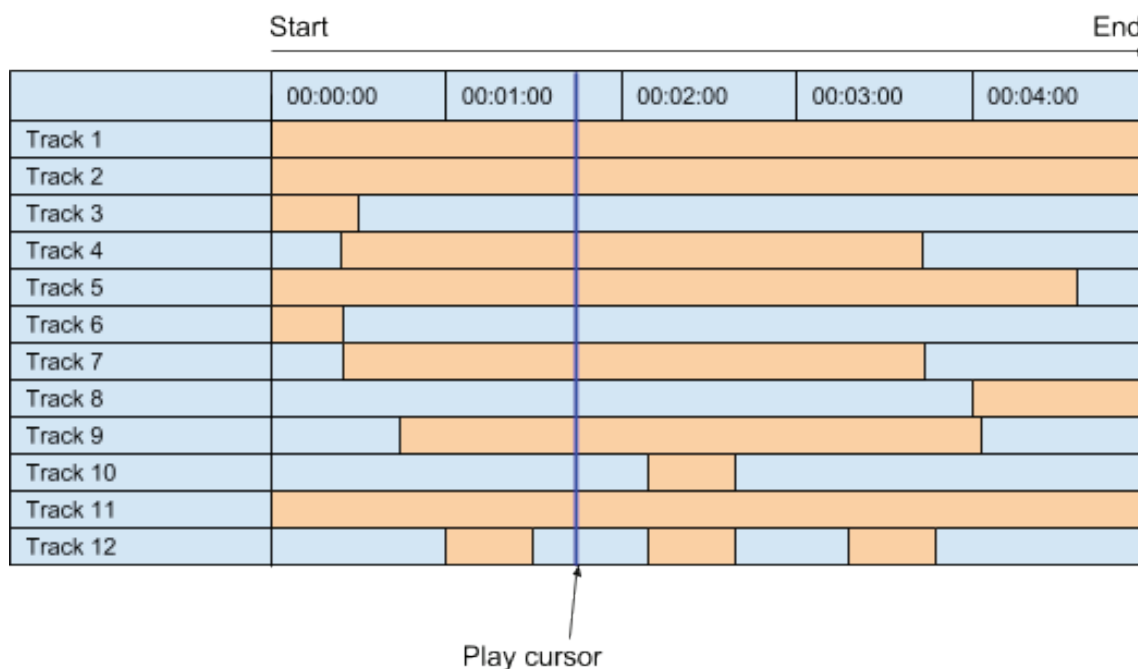 Start End
00:00:00 00:01:00 00:02:00 00:03:00 00:04:00
Track 1
Track 2
Track 3
Track 4
Track 5
Track 6
Track 7
Track 8
Track 9
Track 10
Track 11
Track 12
Play cursor